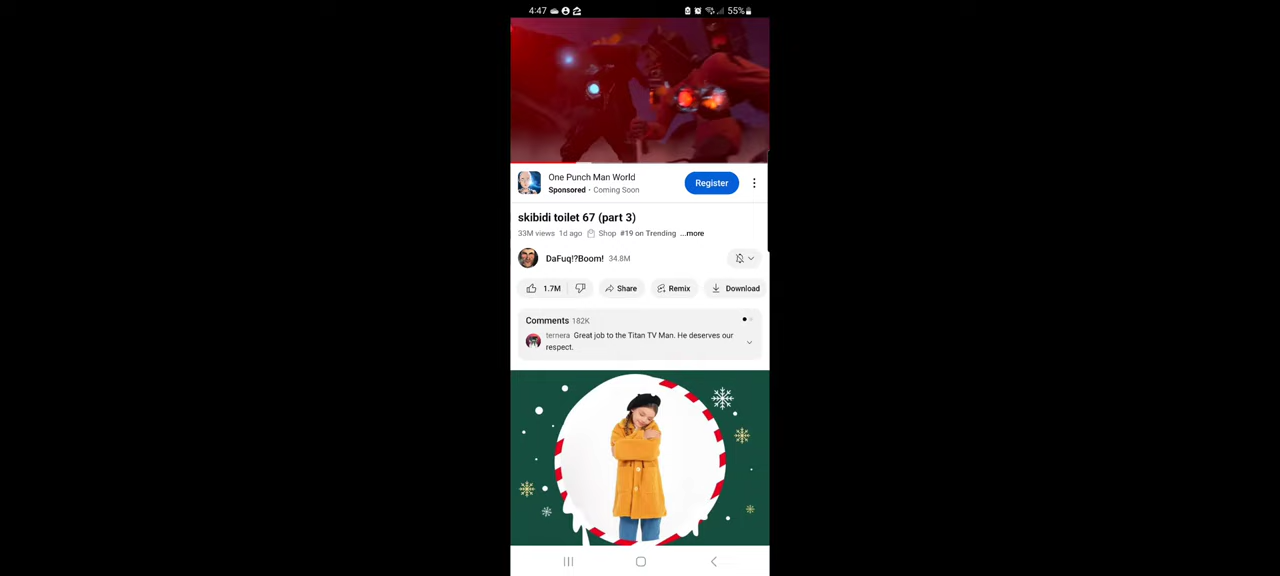 4:47 55%
One Punch Man World
Sponsored · Coming Soon
Register
skibidi toilet 67 (part 3)
33M views 1d ago Shop #19 on Trending ...more
DaFuq!?Boom! 34.8M
1.7M Share Remix Download
Comments 182K
ternera Great job to the Titan TV Man. He deserves our
respect.